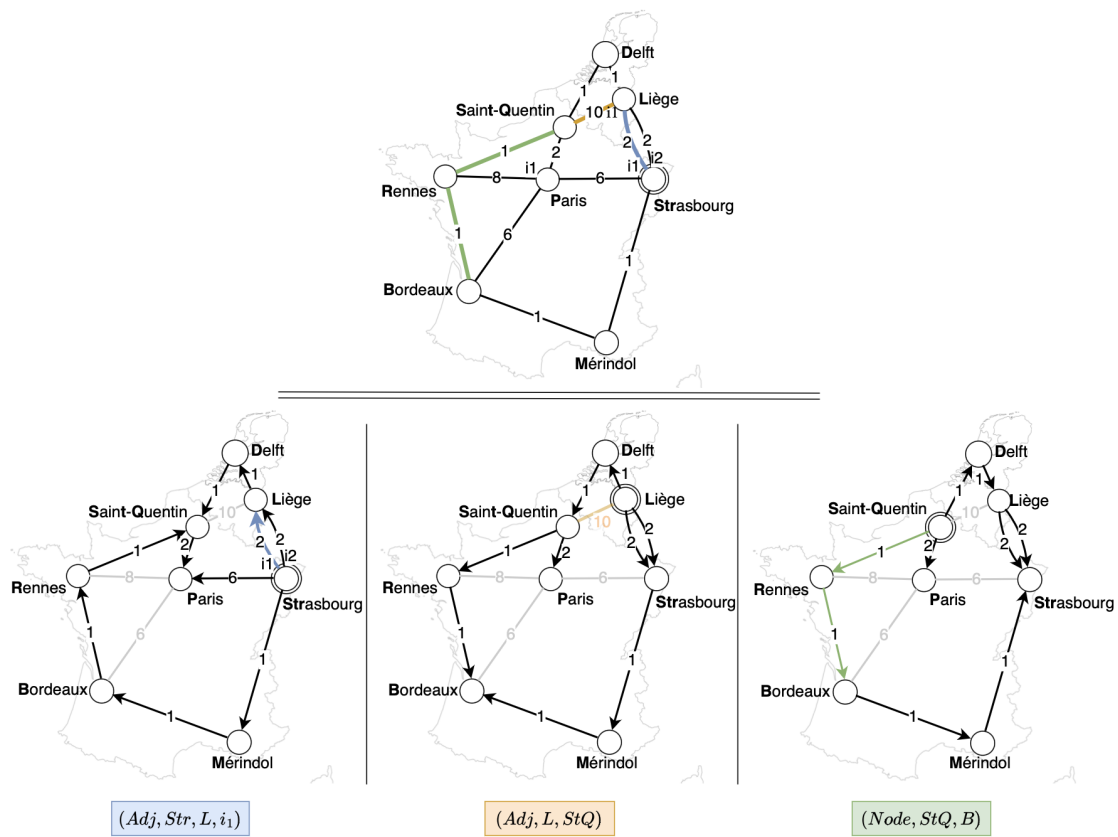 Delft
1
1
Liège
Saint-Quentin
10
i1
1
2
2
2
i1
i2
i1
8
6
Rennes
Paris
Strasbourg
1
6
1
Bordeaux
1
Mérindol
Delft
1
1
Liège
Saint-Quentin
10
2
2
i2
1
2
i1
8
6
Rennes
Paris
Strasbourg
1
6
1
Bordeaux
1
Mérindol
(Adj, Str, L, i₁)
Delft
1
1
Liège
Saint-Quentin
10
2
2
1
2
8
6
Rennes
Paris
Strasbourg
1
6
1
Bordeaux
1
Mérindol
(Adj, L, StQ)
Delft
1
1
Liège
Saint-Quentin
10
2
2
1
2
8
6
Rennes
Paris
Strasbourg
1
6
1
Bordeaux
1
Mérindol
(Node, StQ, B)